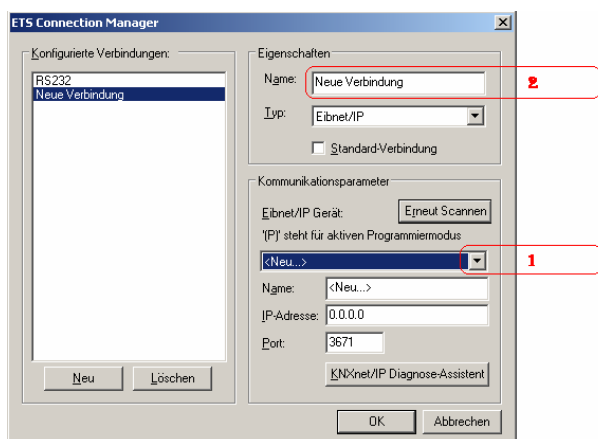 ETS Connection Manager
Konfigurierte Verbindungen:
RS232
Neue Verbindung
Neu
Löschen
Eigenschaften
Name: Neue Verbindung
2
Typ: Eibnet/IP
Standard-Verbindung
Kommunikationsparameter
Eibnet/IP Gerät: Erneut Scannen
'(P)' steht für aktiven Programmiermodus
<Neu...>
1
Name: <Neu...>
IP-Adresse: 0.0.0.0
Port: 3671
KNXnet/IP Diagnose-Assistent
OK
Abbrechen